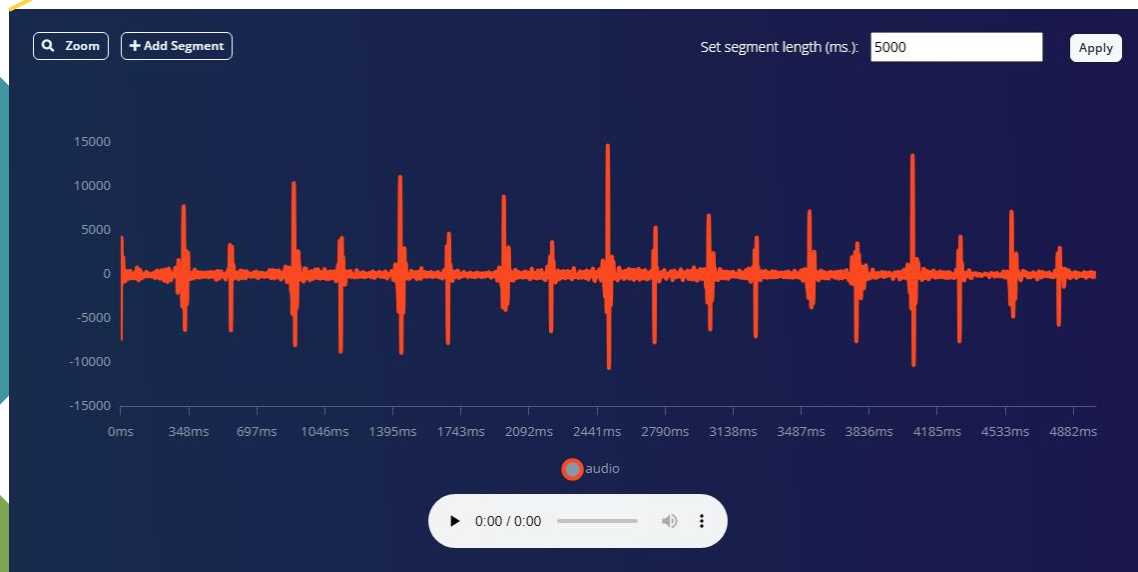 Zoom
+ Add Segment
Set segment length (ms.): 5000
Apply
15000
10000
5000
0
-5000
-10000
-15000
0ms 348ms 697ms 1046ms 1395ms 1743ms 2092ms 2441ms 2790ms 3138ms 3487ms 3836ms 4185ms 4533ms 4882ms
audio
0:00 / 0:00